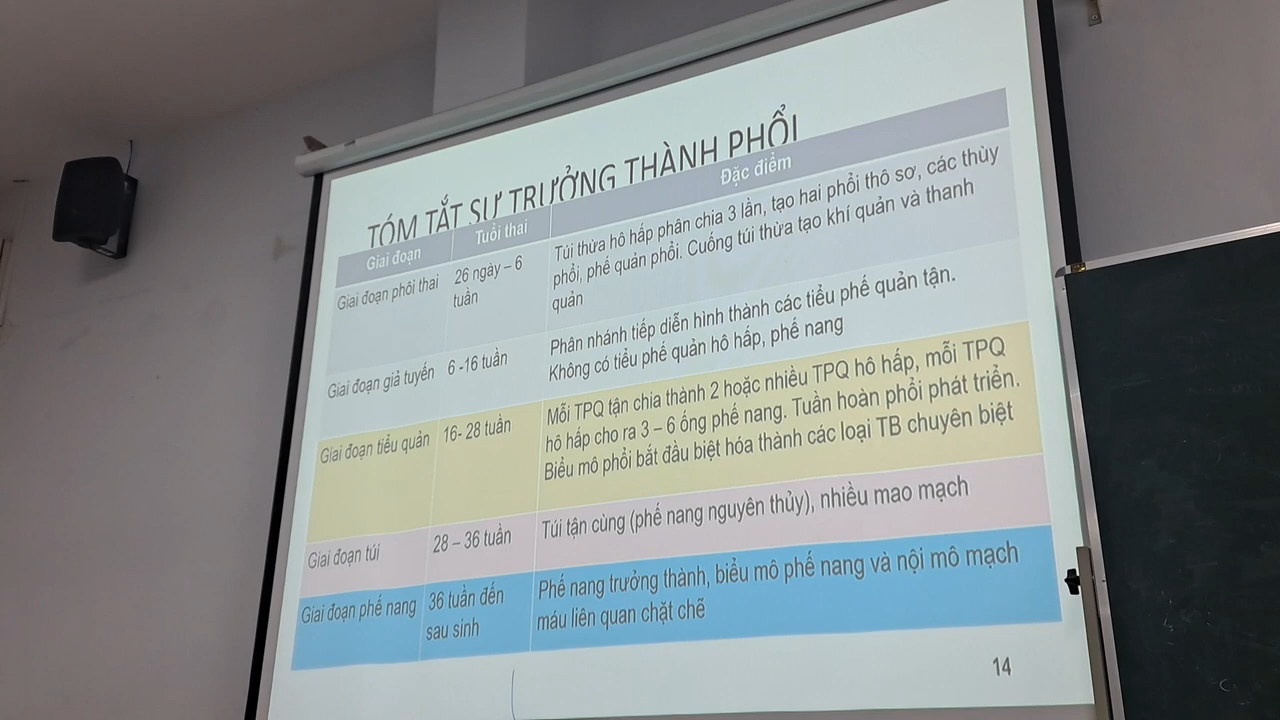 TÓM TẮT SỰ TRƯỞNG THÀNH PHỔI
Giai đoạn
Tuổi thai
Đặc điểm
Giai đoạn phôi thai
26 ngày – 6
tuần
Túi thừa hô hấp phân chia 3 lần, tạo hai phổi thô sơ, các thùy
phổi, phế quản phổi. Cuống túi thừa tạo khí quản và thanh
quản
Giai đoạn giả tuyến
6 -16 tuần
Phân nhánh tiếp diễn hình thành các tiểu phế quản tận.
Không có tiểu phế quản hô hấp, phế nang
Giai đoạn tiểu quản
16- 28 tuần
Mỗi TPQ tận chia thành 2 hoặc nhiều TPQ hô hấp, mỗi TPQ
hô hấp cho ra 3 – 6 ống phế nang. Tuần hoàn phổi phát triển.
Biểu mô phổi bắt đầu biệt hóa thành các loại TB chuyên biệt
Giai đoạn túi
28 – 36 tuần
Túi tận cùng (phế nang nguyên thủy), nhiều mao mạch
Giai đoạn phế nang
36 tuần đến
sau sinh
Phế nang trưởng thành, biểu mô phế nang và nội mô mạch
máu liên quan chặt chẽ
14